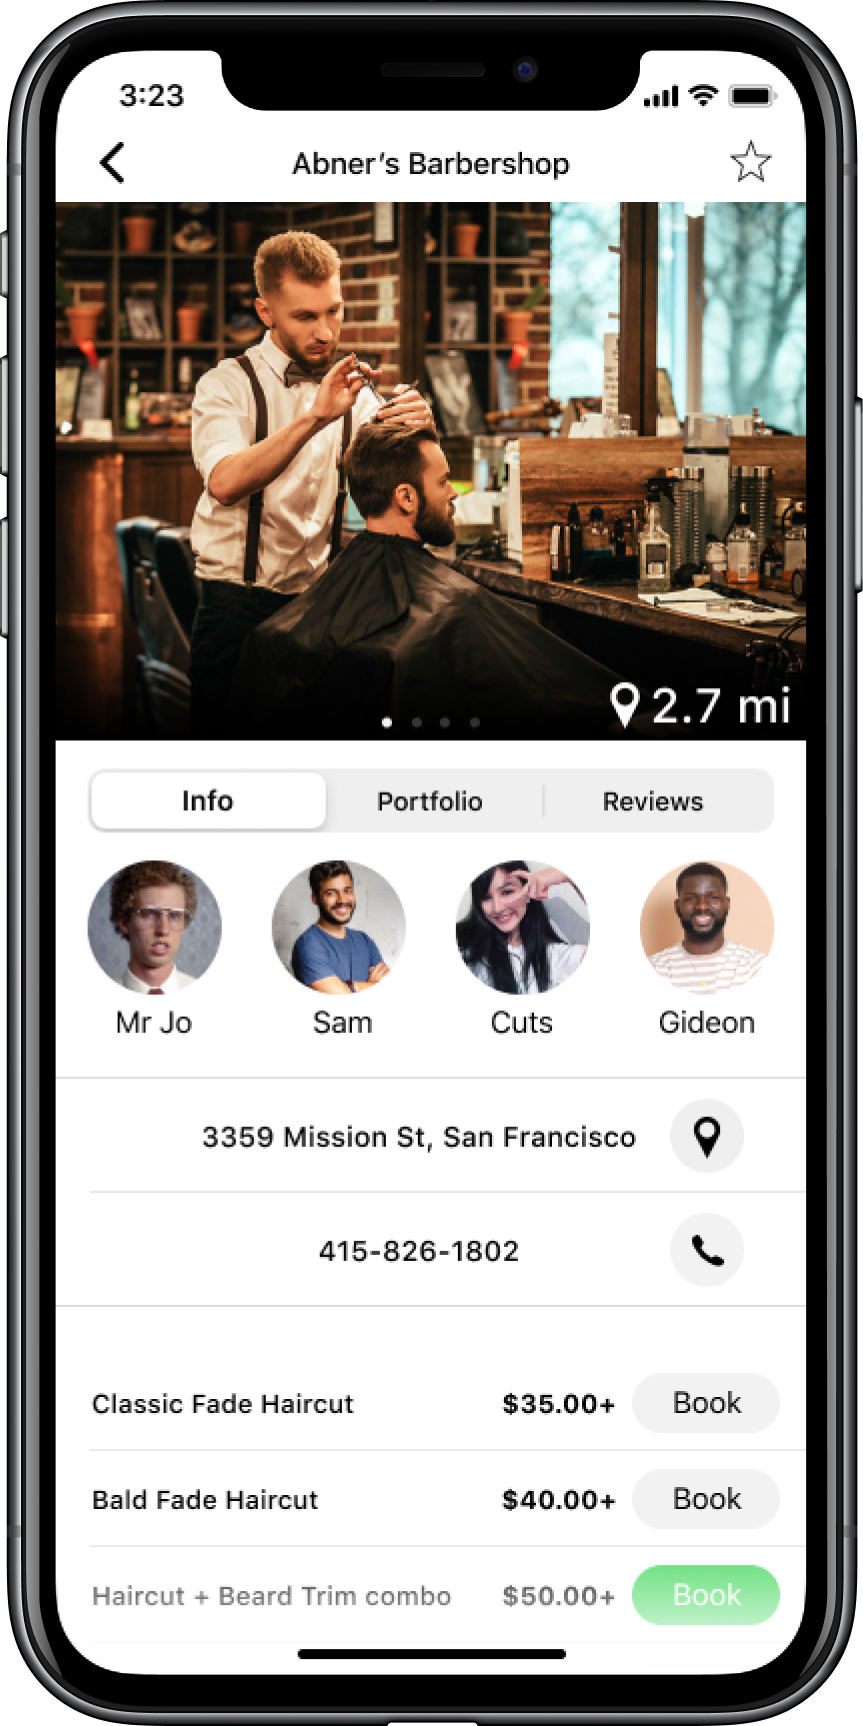 3:23
Abner’s Barbershop
2.7 mi
Info Portfolio Reviews
Mr Jo Sam Cuts Gideon
3359 Mission St, San Francisco
415-826-1802
Classic Fade Haircut $35.00+ Book
Bald Fade Haircut $40.00+ Book
Haircut + Beard Trim combo $50.00+ Book